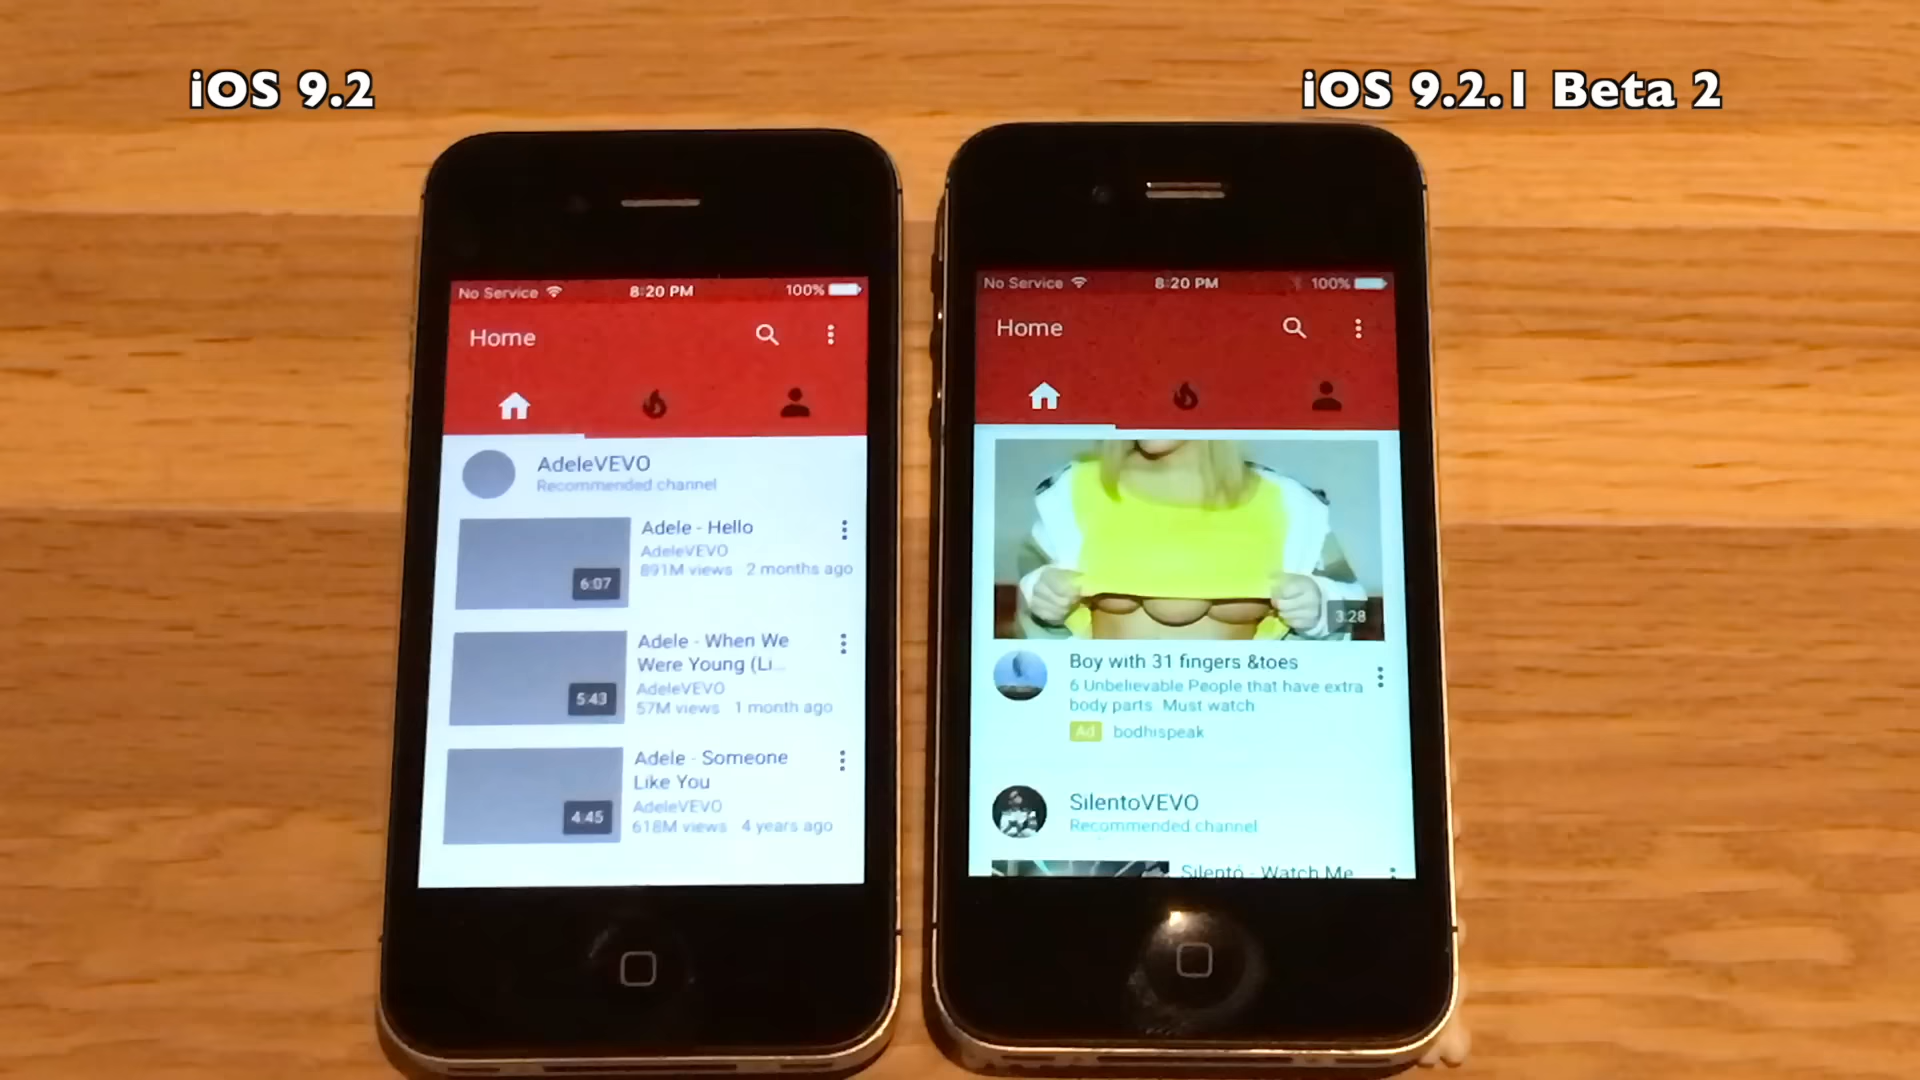 iOS 9.2
iOS 9.2.1 Beta 2
No Service
8:20 PM
100%
Home
AdeleVEVO
Recommended channel
6:07
Adele - Hello
AdeleVEVO
891M views 2 months ago
5:43
Adele - When We
Were Young (Li...
AdeleVEVO
57M views 1 month ago
4:45
Adele - Someone
Like You
AdeleVEVO
618M views 4 years ago
No Service
8:20 PM
100%
Home
3:28
Boy with 31 fingers &toes
6 Unbelievable People that have extra
body parts. Must watch
Ad bodhispeak
SilentoVEVO
Recommended channel
Silentó - Watch Me